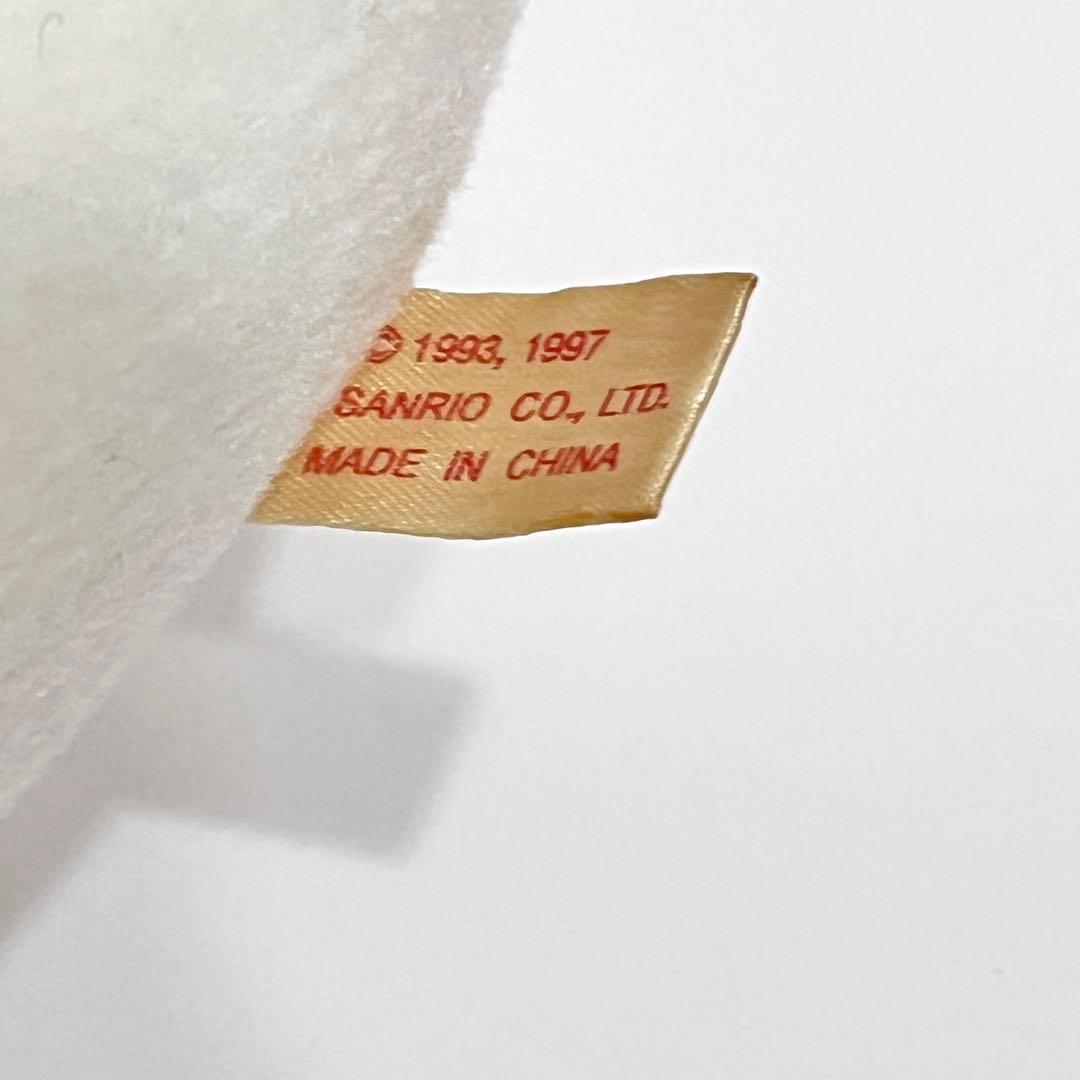 © 1993, 1997
SANRIO CO., LTD.
MADE IN CHINA